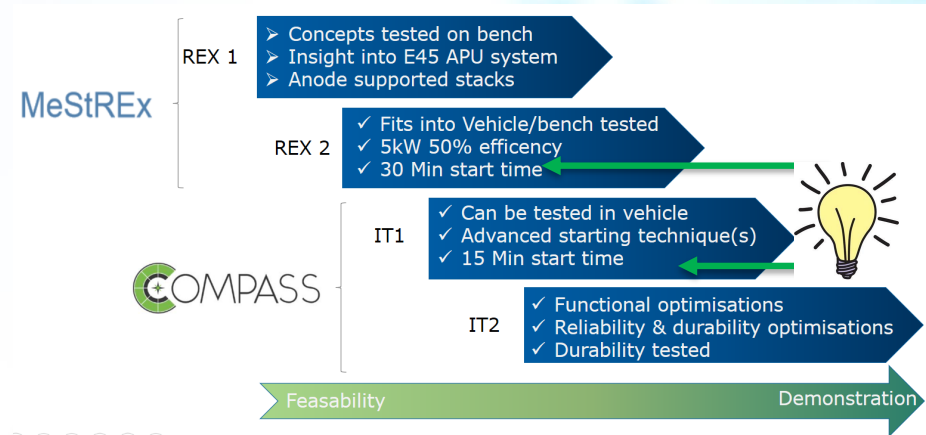 MeStREx
REX 1
➢ Concepts tested on bench
➢ Insight into E45 APU system
➢ Anode supported stacks
REX 2
✓ Fits into Vehicle/bench tested
✓ 5kW 50% efficency
✓ 30 Min start time
COMPASS
IT1
✓ Can be tested in vehicle
✓ Advanced starting technique(s)
✓ 15 Min start time
IT2
✓ Functional optimisations
✓ Reliability & durability optimisations
✓ Durability tested
Feasability
Demonstration